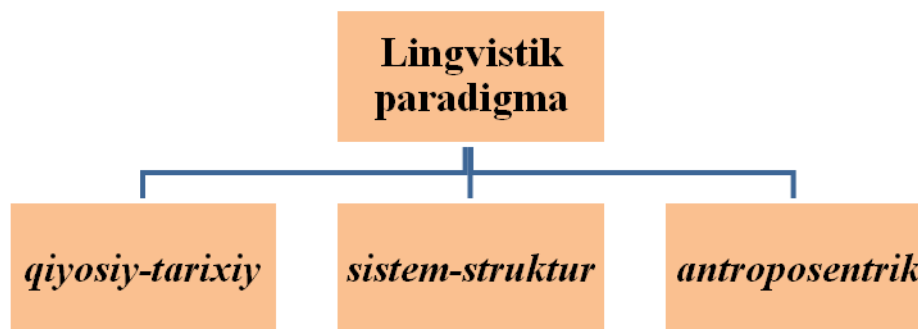 Lingvistik
paradigma
qiyosiy-tarixiy
sistem-struktur
antroposentrik